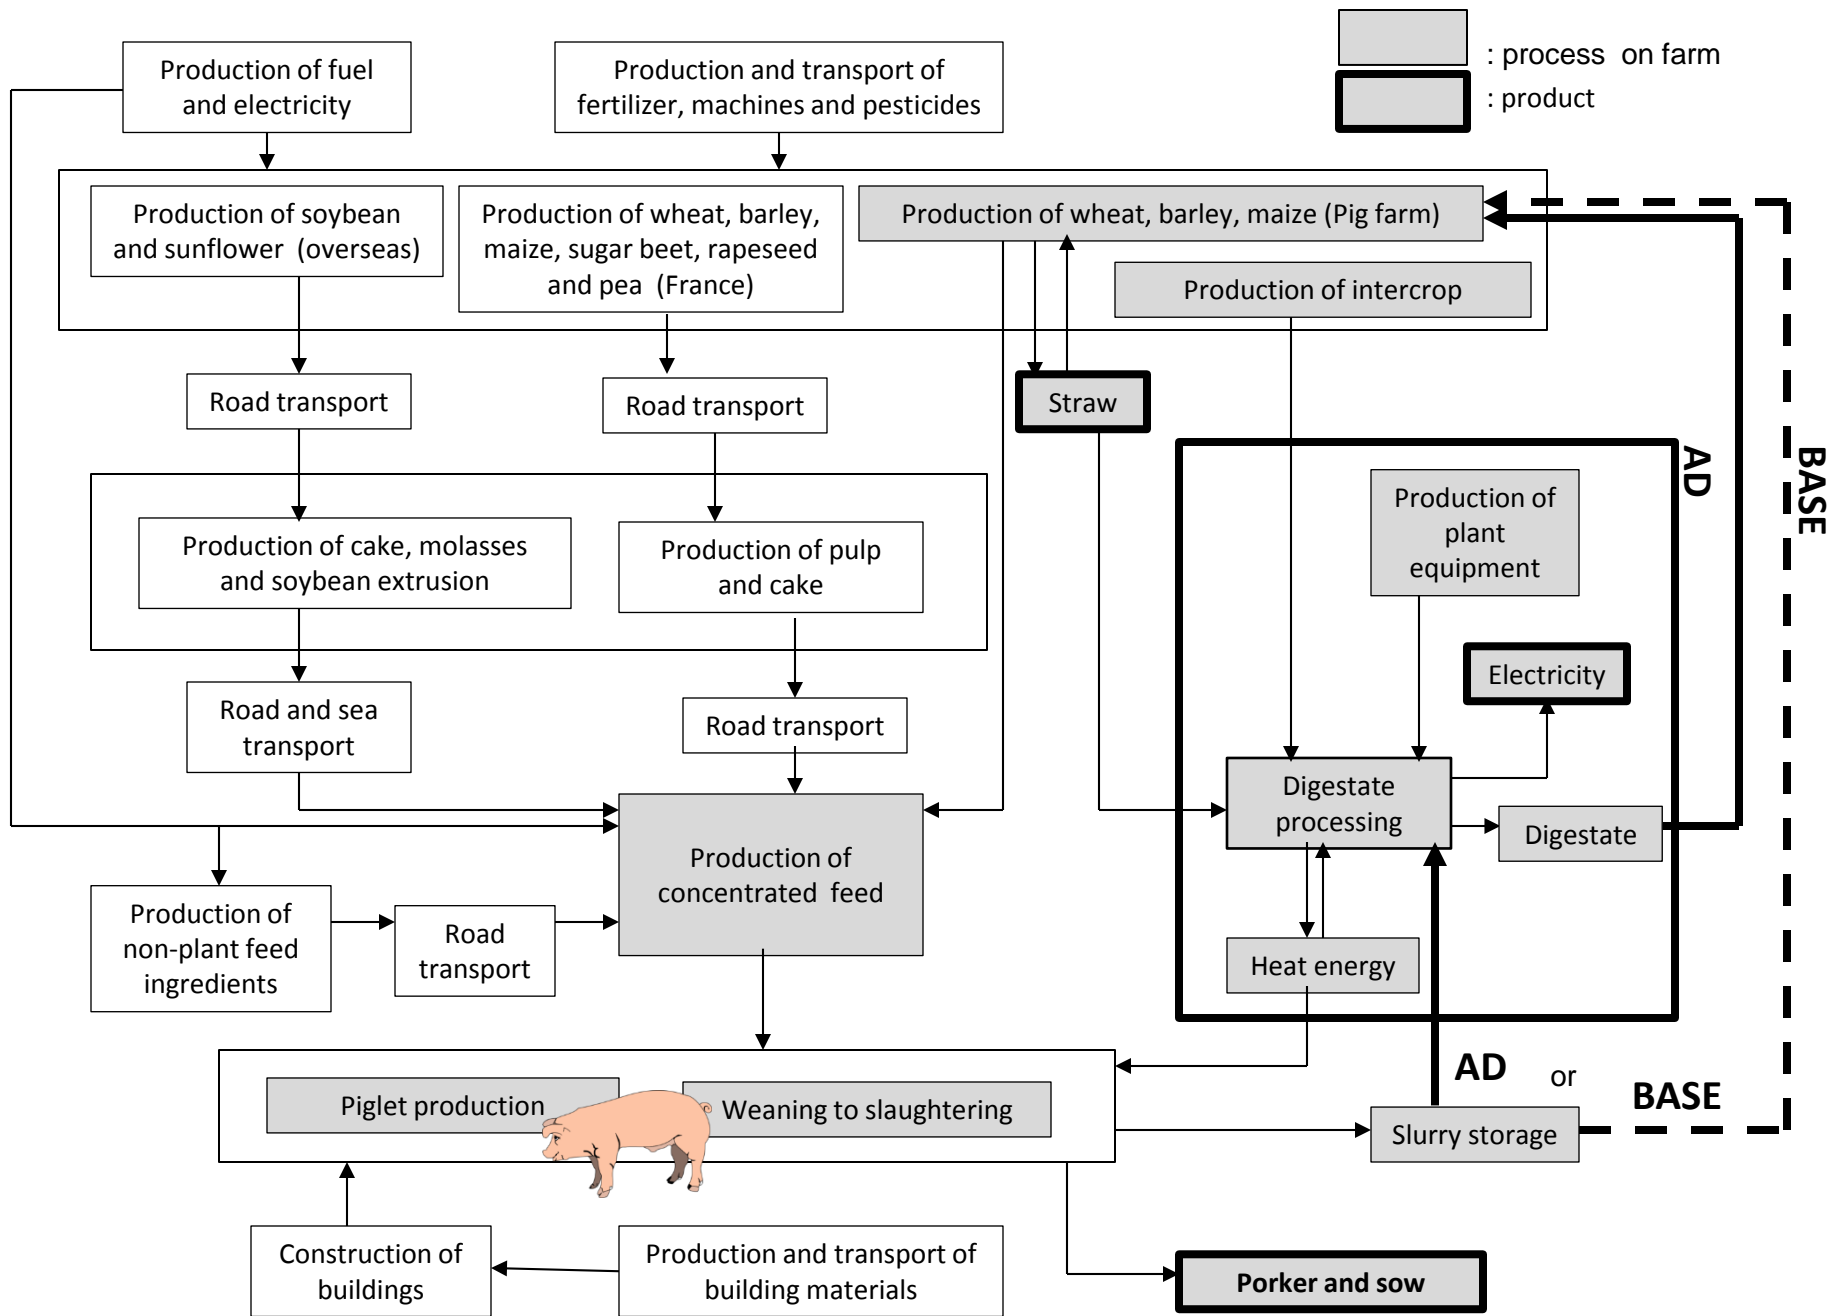 Production of fuel
and electricity
Production and transport of
fertilizer, machines and pesticides
: process on farm
: product
Production of soybean
and sunflower (overseas)
Production of wheat, barley,
maize, sugar beet, rapeseed
and pea (France)
Production of wheat, barley, maize (Pig farm)
Production of intercrop
Road transport
Road transport
Straw
AD
BASE
Production of cake, molasses
and soybean extrusion
Production of pulp
and cake
Production of
plant
equipment
Electricity
Road and sea
transport
Road transport
Digestate
processing
Digestate
Production of
concentrated feed
Production of
non-plant feed
ingredients
Road
transport
Heat energy
AD
or
BASE
Piglet production
Weaning to slaughtering
Slurry storage
Construction of
buildings
Production and transport of
building materials
Porker and sow